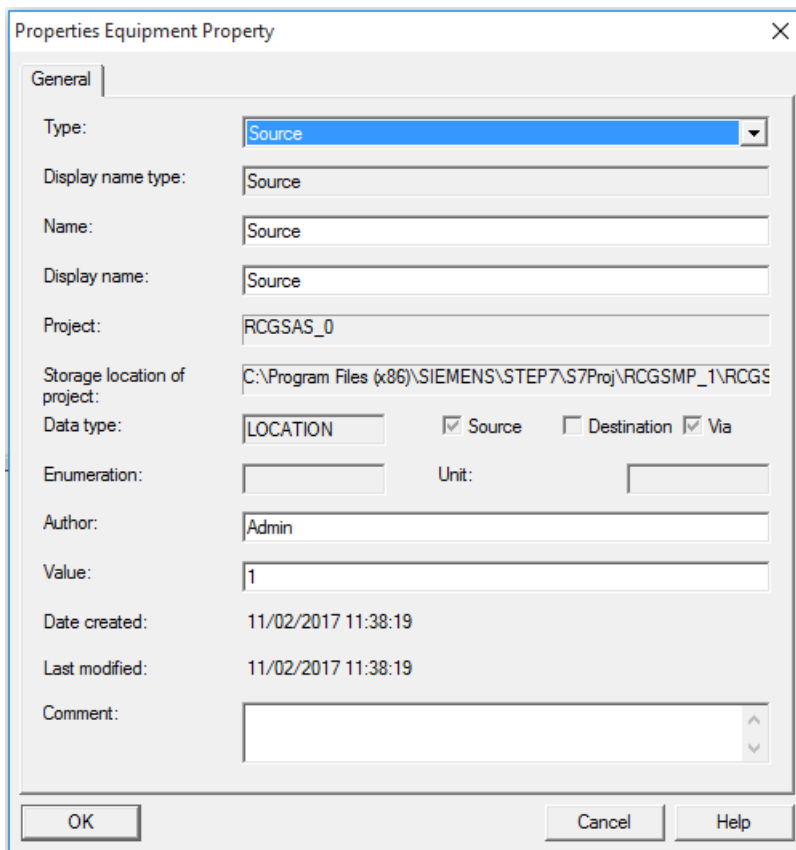 Properties Equipment Property
General
Type: Source
Display name type: Source
Name: Source
Display name: Source
Project: RCGSAS_0
Storage location of project: C:\Program Files (x86)\SIEMENS\STEP7\S7Proj\RCGSMP_1\RCGS
Data type: LOCATION Source Destination Via
Enumeration: Unit:
Author: Admin
Value: 1
Date created: 11/02/2017 11:38:19
Last modified: 11/02/2017 11:38:19
Comment:
OK Cancel Help